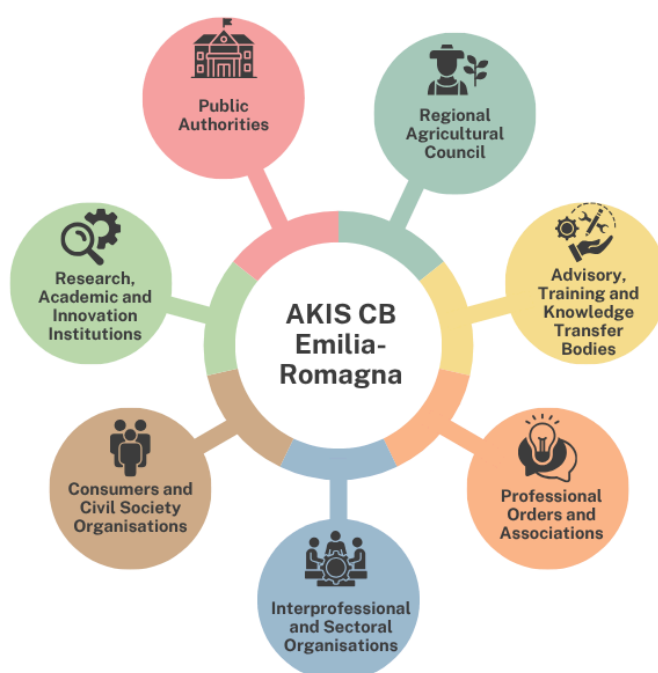 Public
Authorities
Regional
Agricultural
Council
Research,
Academic and
Innovation
Institutions
AKIS CB
Emilia-
Romagna
Advisory,
Training and
Knowledge
Transfer
Bodies
Consumers and
Civil Society
Organisations
Professional
Orders and
Associations
Interprofessional
and Sectoral
Organisations